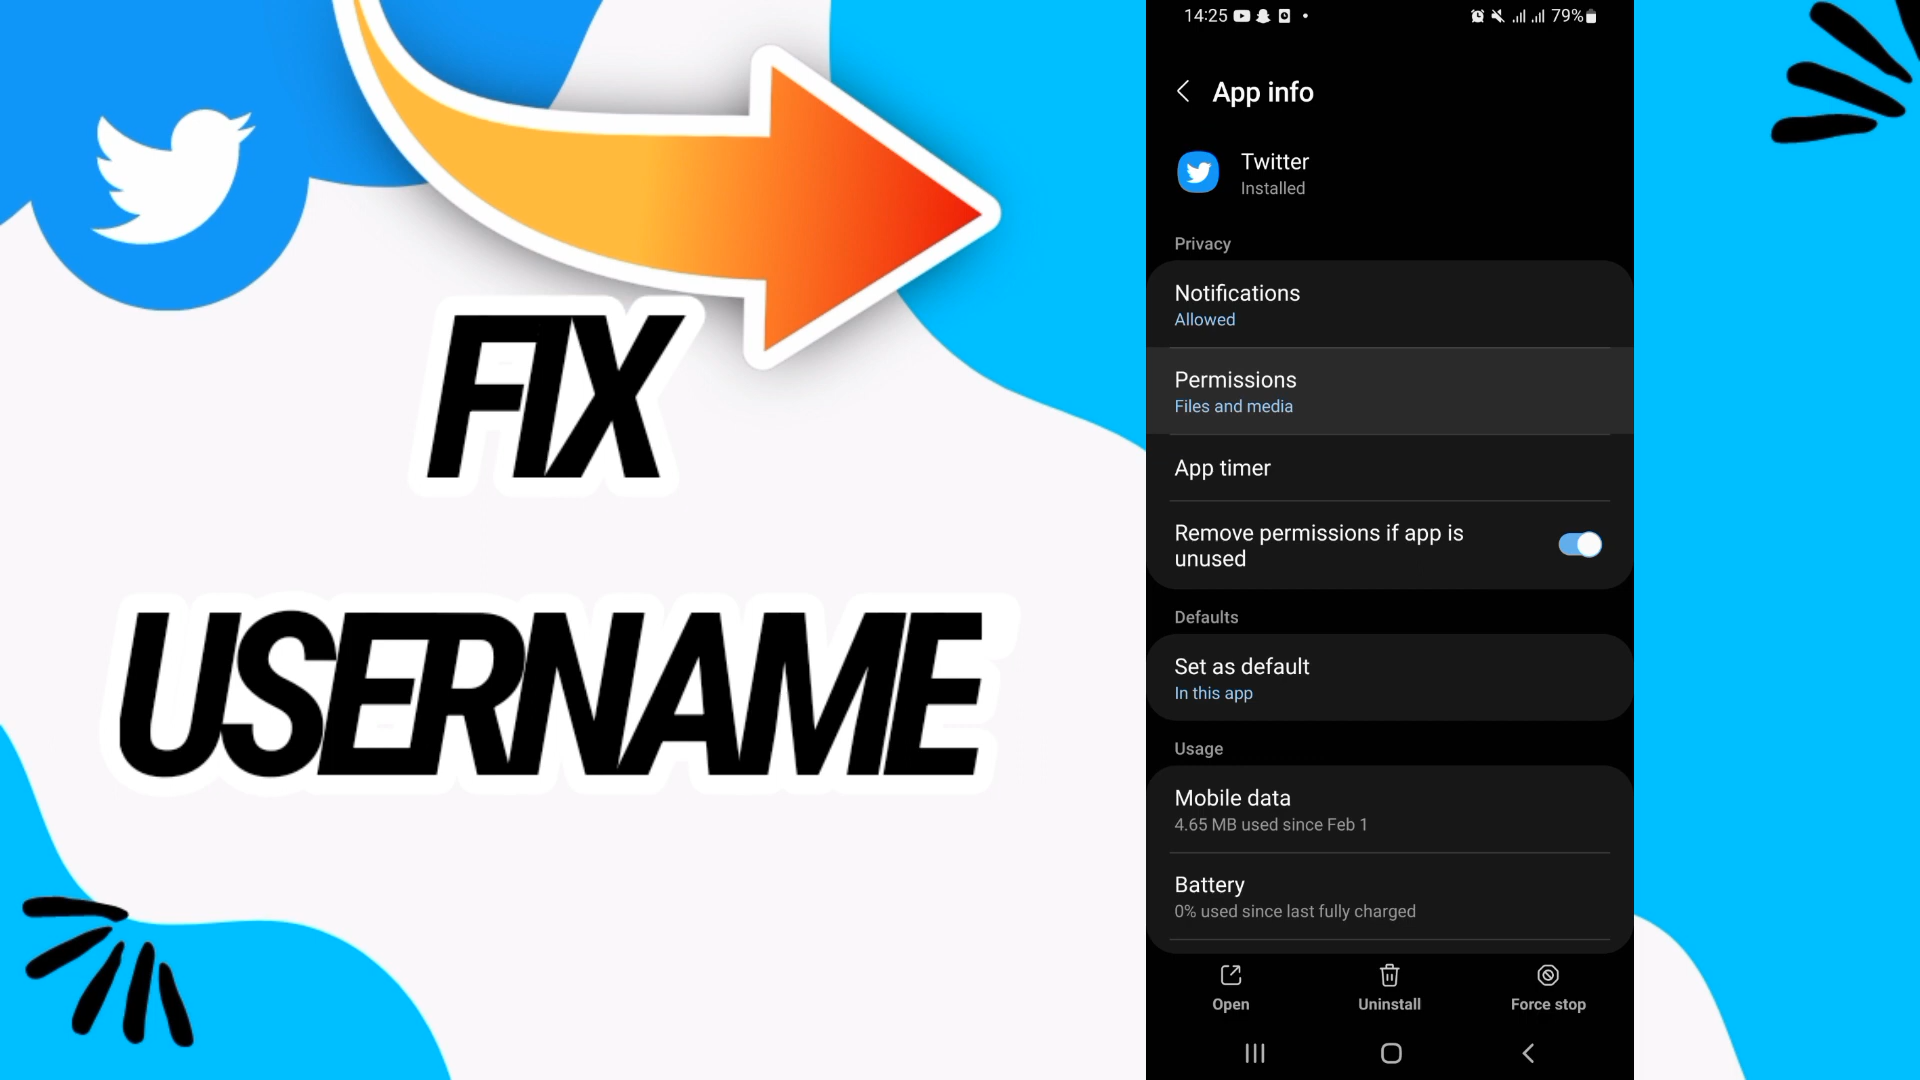 FIX
USERNAME
14:25
79%
App info
Twitter
Installed
Privacy
Notifications
Allowed
Permissions
Files and media
App timer
Remove permissions if app is
unused
Defaults
Set as default
In this app
Usage
Mobile data
4.65 MB used since Feb 1
Battery
0% used since last fully charged
Open
Uninstall
Force stop